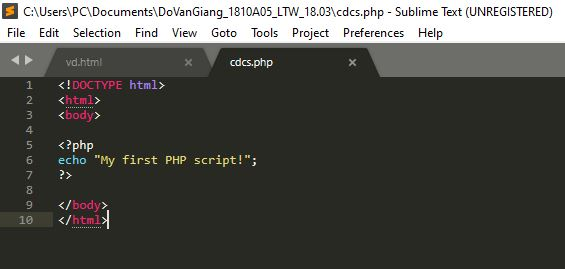 C:\Users\PC\Documents\DoVanGiang_1810A05_LTW_18.03\cdcs.php - Sublime Text (UNREGISTERED)
File Edit Selection Find View Goto Tools Project Preferences Help
vd.html cdcs.php
1 <!DOCTYPE html>
2 <html>
3 <body>
4
5 <?php
6 echo "My first PHP script!";
7 ?>
8
9 </body>
10 </html>